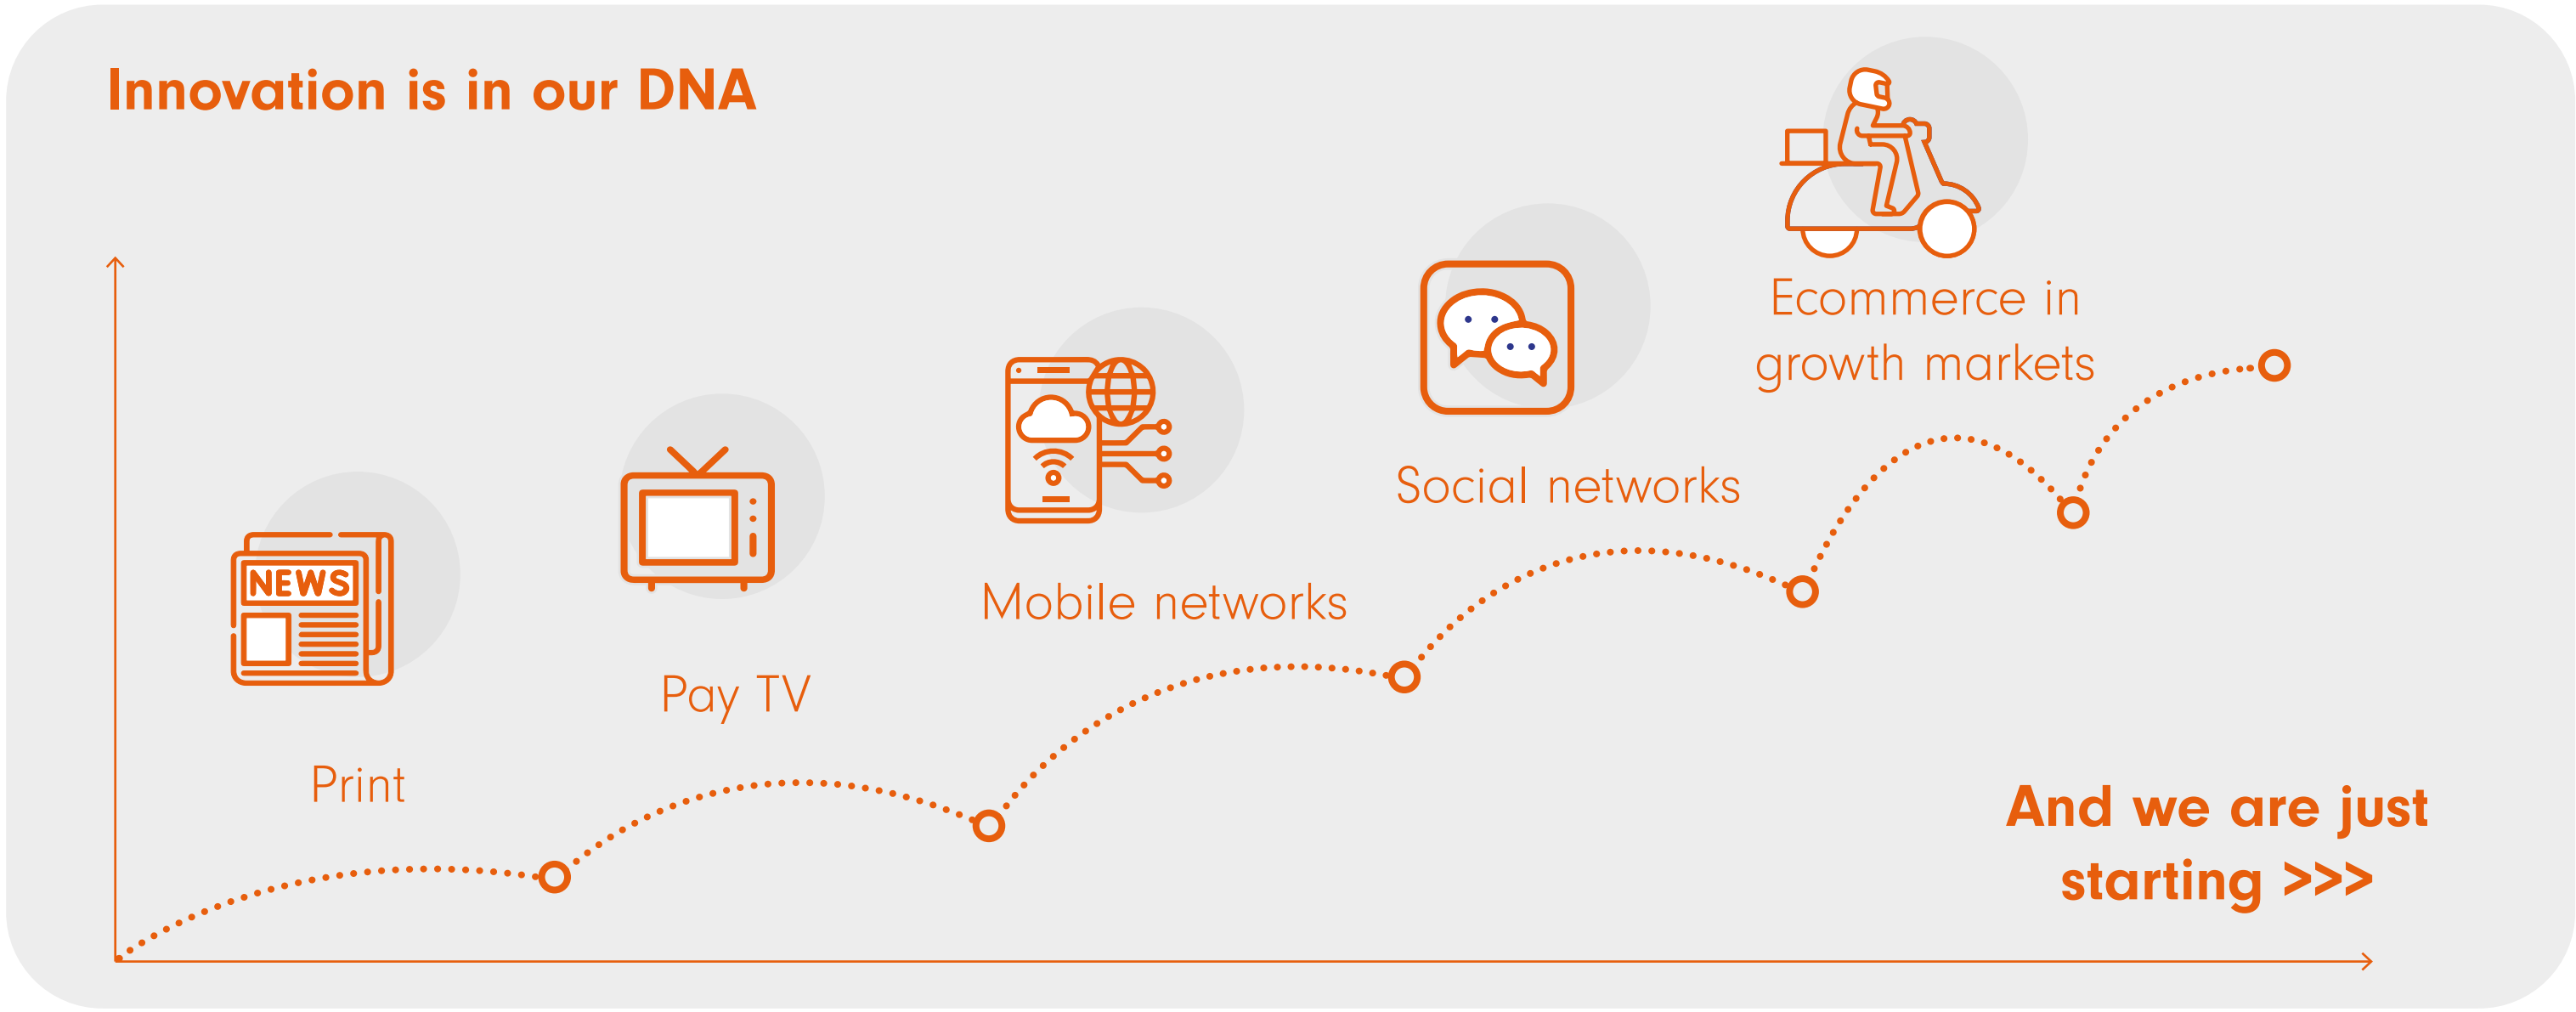 Innovation is in our DNA
NEWS
Print
Pay TV
Mobile networks
Social networks
Ecommerce in
growth markets
And we are just
starting >>>